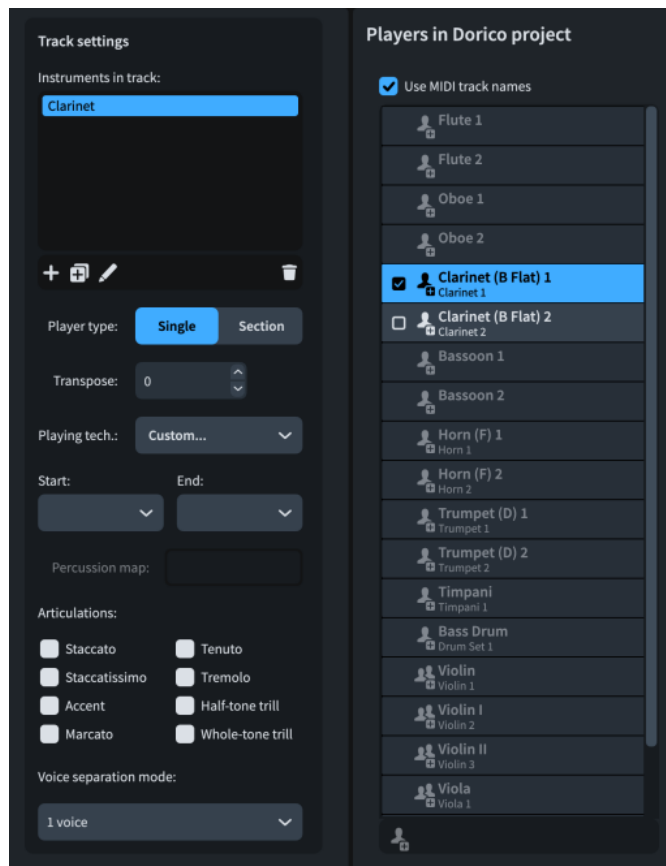 Track settings
Instruments in track:
Clarinet
Player type: Single Section
Transpose: 0
Playing tech.: Custom...
Start: End:
Percussion map:
Articulations:
Staccato Tenuto
Staccatissimo Tremolo
Accent Half-tone trill
Marcato Whole-tone trill
Voice separation mode:
1 voice
Players in Dorico project
Use MIDI track names
Flute 1
Flute 2
Oboe 1
Oboe 2
Clarinet (B Flat) 1
Clarinet 1
Clarinet (B Flat) 2
Clarinet 2
Bassoon 1
Bassoon 2
Horn (F) 1
Horn 1
Horn (F) 2
Horn 2
Trumpet (D) 1
Trumpet 1
Trumpet (D) 2
Trumpet 2
Timpani
Timpani 1
Bass Drum
Drum Set 1
Violin
Violin 1
Violin I
Violin 2
Violin II
Violin 3
Viola
Viola 1